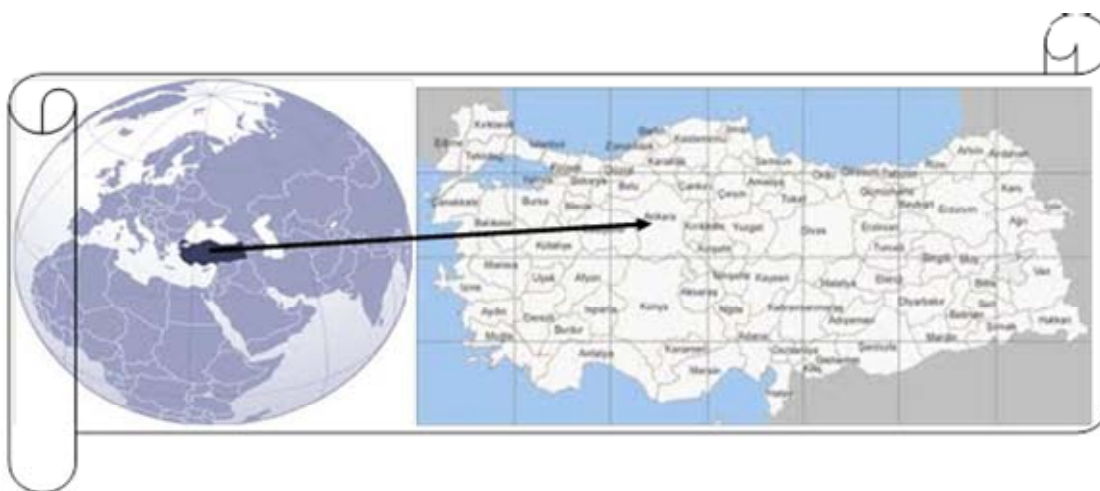 Kırklareli
Edirne
Tekirdağ
İstanbul
Kocaeli
Yalova
Sakarya
Düzce
Bolu
Zonguldak
Bartın
Karabük
Kastamonu
Sinop
Samsun
Çankırı
Çorum
Amasya
Tokat
Ordu
Giresun
Trabzon
Rize
Artvin
Ardahan
Gümüşhane
Bayburt
Erzurum
Kars
Ağrı
Çanakkale
Balıkesir
Bursa
Bilecik
Kütahya
Ankara
Kırıkkale
Kırşehir
Yozgat
Sivas
Erzincan
Tunceli
Bingöl
Muş
Van
Manisa
Uşak
Afyon
İzmir
Aydın
Denizli
Isparta
Burdur
Muğla
Antalya
Konya
Aksaray
Nevşehir
Kayseri
Niğde
Kahramanmaraş
Malatya
Elazığ
Diyarbakır
Bitlis
Siirt
Batman
Şırnak
Hakkari
Mardin
Adıyaman
Şanlıurfa
Gaziantep
Kilis
Osmaniye
Adana
Karaman
Mersin
Hatay